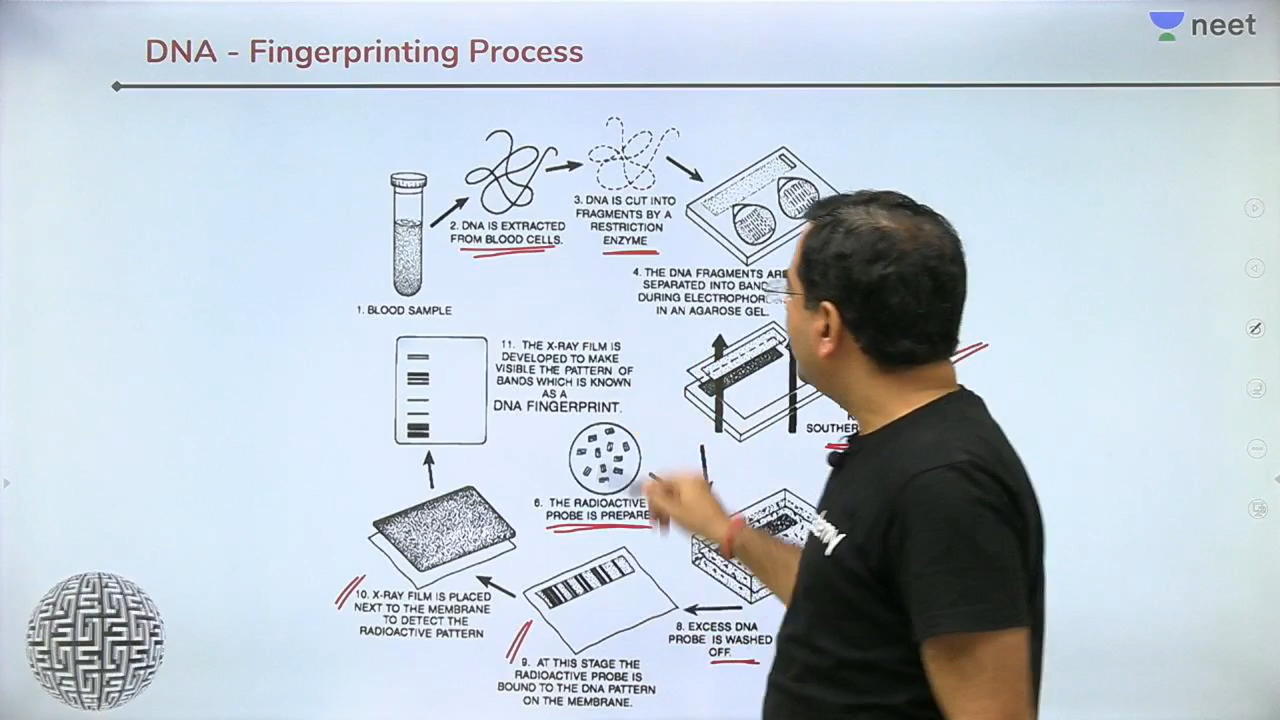 neet
DNA - Fingerprinting Process
1. BLOOD SAMPLE
2. DNA IS EXTRACTED
FROM BLOOD CELLS.
3. DNA IS CUT INTO
FRAGMENTS BY A
RESTRICTION
ENZYME
4. THE DNA FRAGMENTS ARE
SEPARATED INTO BAND
DURING ELECTROPHOR
IN AN AGAROSE GEL.
SOUTHER
6. THE RADIOACTIVE
PROBE IS PREPARE
8. EXCESS DNA
PROBE IS WASHED
OFF.
9. AT THIS STAGE THE
RADIOACTIVE PROBE IS
BOUND TO THE DNA PATTERN
ON THE MEMBRANE.
10. X-RAY FILM IS PLACED
NEXT TO THE MEMBRANE
TO DETECT THE
RADIOACTIVE PATTERN
11. THE X-RAY FILM IS
DEVELOPED TO MAKE
VISIBLE THE PATTERN OF
BANDS WHICH IS KNOWN
AS A
DNA FINGERPRINT.